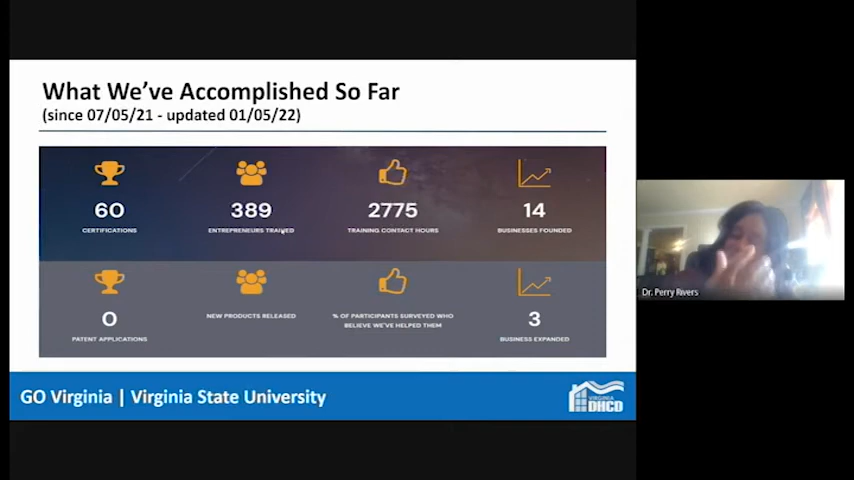 What We've Accomplished So Far
(since 07/05/21 - updated 01/05/22)
60
389
2775
14
CERTIFICATIONS
ENTREPRENEURS TRAINED
TRAINING CONTACT HOURS
BUSINESSES FOUNDED
0
NEW PRODUCTS RELEASED
% OF PARTICIPANTS SURVEYED WHO
BELIEVE WE'VE HELPED THEM
3
PATENT APPLICATIONS
BUSINESS EXPANDED
GO Virginia | Virginia State University
VIRGINIA
DHCD
Dr. Perry Rivers